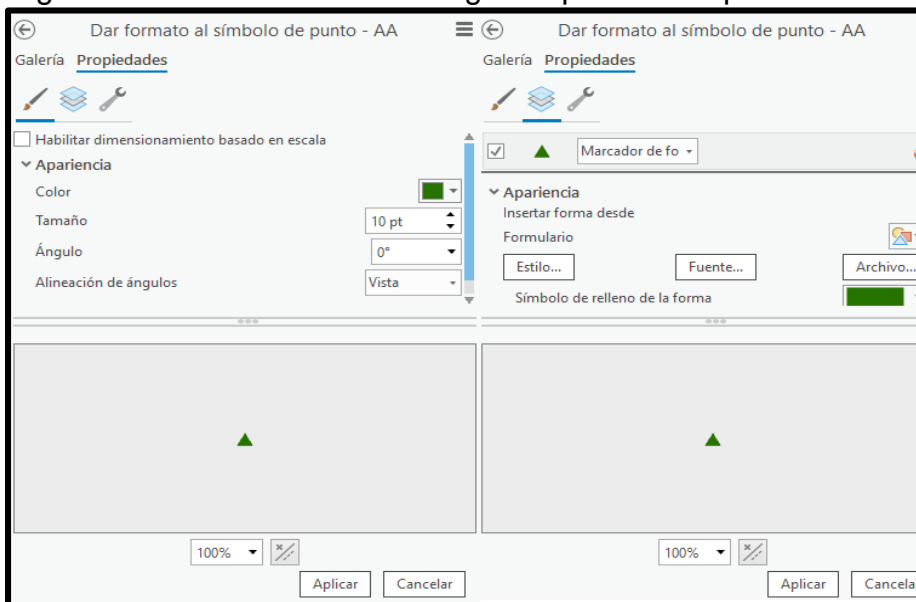 Dar formato al símbolo de punto - AA
Galería Propiedades
Habilitar dimensionamiento basado en escala
Apariencia
Color
Tamaño 10 pt
Ángulo 0°
Alineación de ángulos Vista
100%
Aplicar Cancelar
Dar formato al símbolo de punto - AA
Galería Propiedades
Marcador de fo
Apariencia
Insertar forma desde
Formulario
Estilo... Fuente... Archivo...
Símbolo de relleno de la forma
100%
Aplicar Cancela